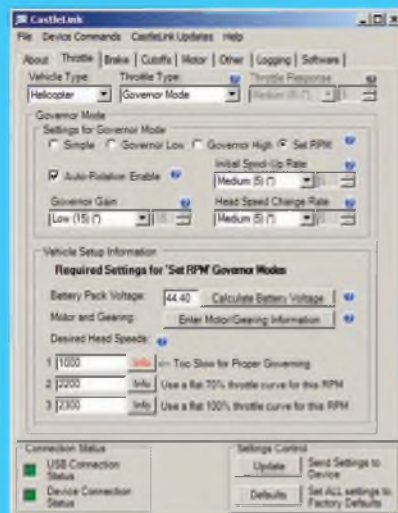 CastleLink
File Device Commands CastleLink Updates Help
About Throttle Brake Cutoffs Motor Other Logging Software
Vehicle Type: Throttle Type: Throttle Response
Helicopter Governor Mode Medium (5) (*)
Governor Mode
Settings for Governor Mode
Simple Governor Low Governor High Set RPM
Initial Spool-Up Rate
Auto-Rotation Enable Medium (5) (*)
Governor Gain Head Speed Change Rate
Low (15) (*) Medium (5) (*)
Vehicle Setup Information
Required Settings for 'Set RPM' Governor Modes
Battery Pack Voltage: 44.40 Calculate Battery Voltage
Motor and Gearing: Enter Motor/Gearing Information
Desired Head Speeds:
1 1000 Info <-- Too Slow for Proper Governing
2 2200 Info Use a flat 70% throttle curve for this RPM
3 2300 Info Use a flat 100% throttle curve for this RPM
Connection Status Settings Control
USB Connection Status Update Send Settings to Device
Device Connection Status Defaults Set ALL settings to Factory Defaults